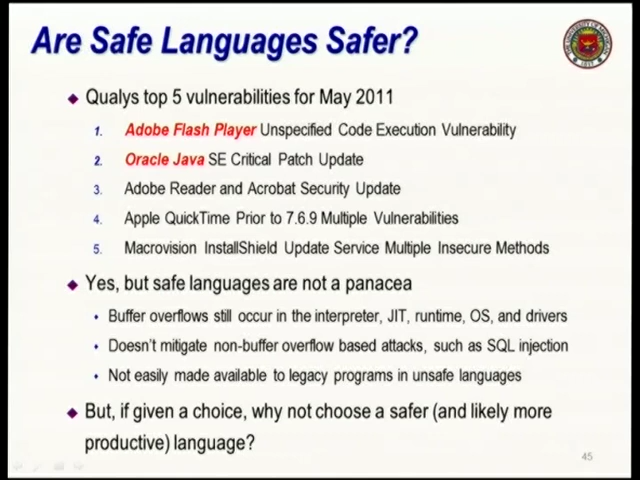 Are Safe Languages Safer?
Qualys top 5 vulnerabilities for May 2011
1. Adobe Flash Player Unspecified Code Execution Vulnerability
2. Oracle Java SE Critical Patch Update
3. Adobe Reader and Acrobat Security Update
4. Apple QuickTime Prior to 7.6.9 Multiple Vulnerabilities
5. Macrovision InstallShield Update Service Multiple Insecure Methods
Yes, but safe languages are not a panacea
Buffer overflows still occur in the interpreter, JIT, runtime, OS, and drivers
Doesn't mitigate non-buffer overflow based attacks, such as SQL injection
Not easily made available to legacy programs in unsafe languages
But, if given a choice, why not choose a safer (and likely more
productive) language?
45